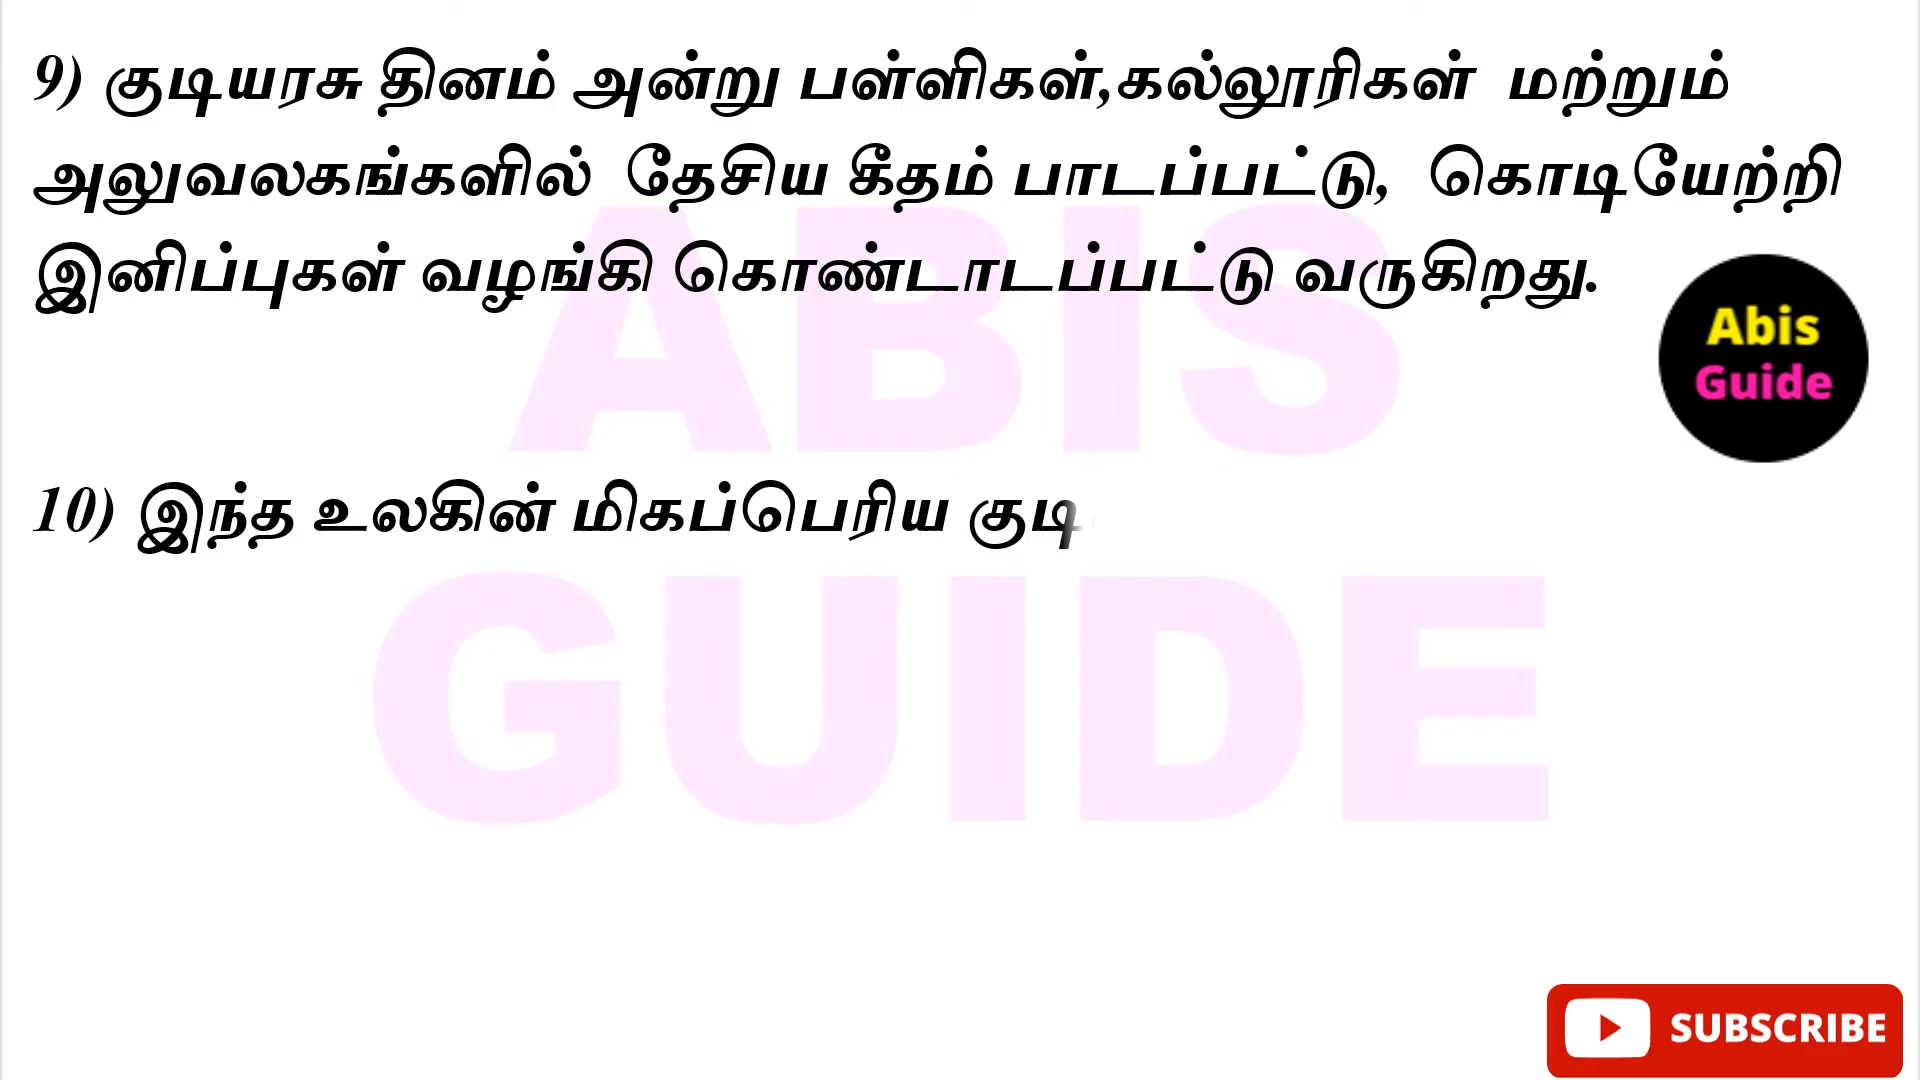 9) குடியரசு தினம் அன்று பள்ளிகள்,கல்லூரிகள் மற்றும்
அலுவலகங்களில் தேசிய கீதம் பாடப்பட்டு, கொடியேற்றி
இனிப்புகள் வழங்கி கொண்டாடப்பட்டு வருகிறது.
Abis
Guide
10) இந்த உலகின் மிகப்பெரிய குடி
ABIS
GUIDE
SUBSCRIBE